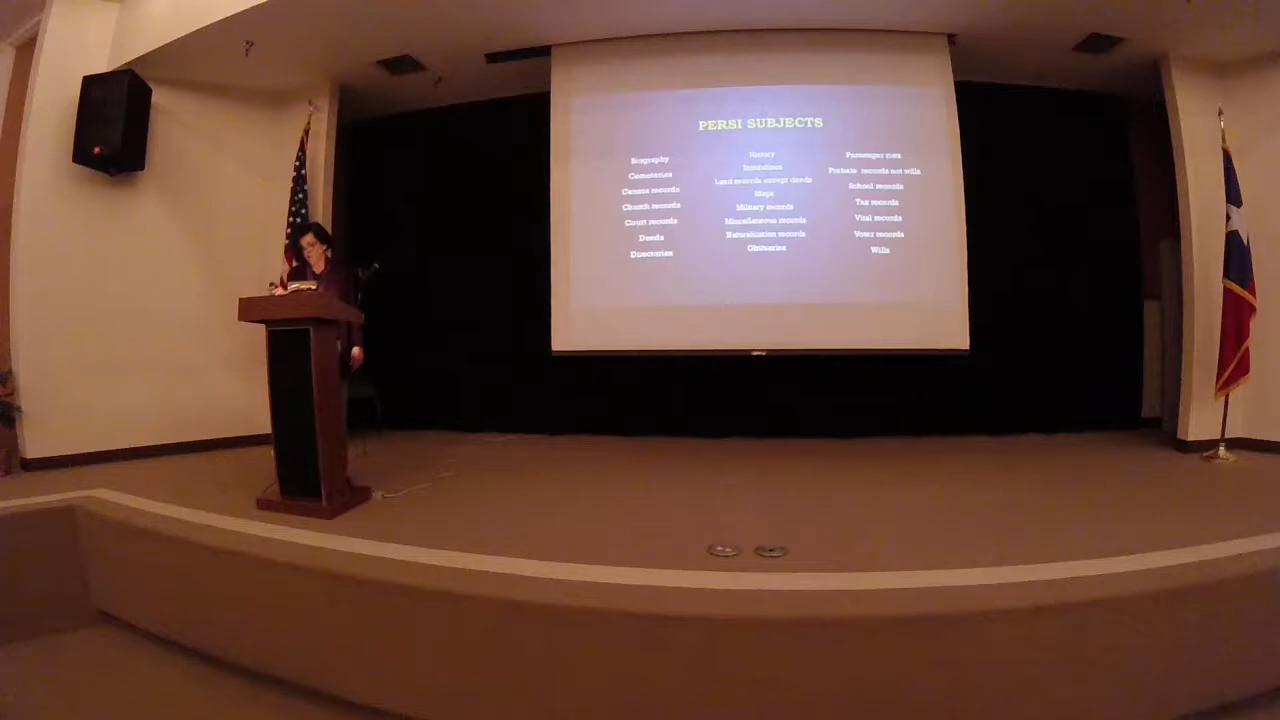 PERSI SUBJECTS
Biography
Cemeteries
Census records
Church records
Court records
Deeds
Directories
History
Institutions
Land records except deeds
Maps
Military records
Miscellaneous records
Naturalization records
Obituaries
Passenger lists
Probate records not wills
School records
Tax records
Vital records
Voter records
Wills